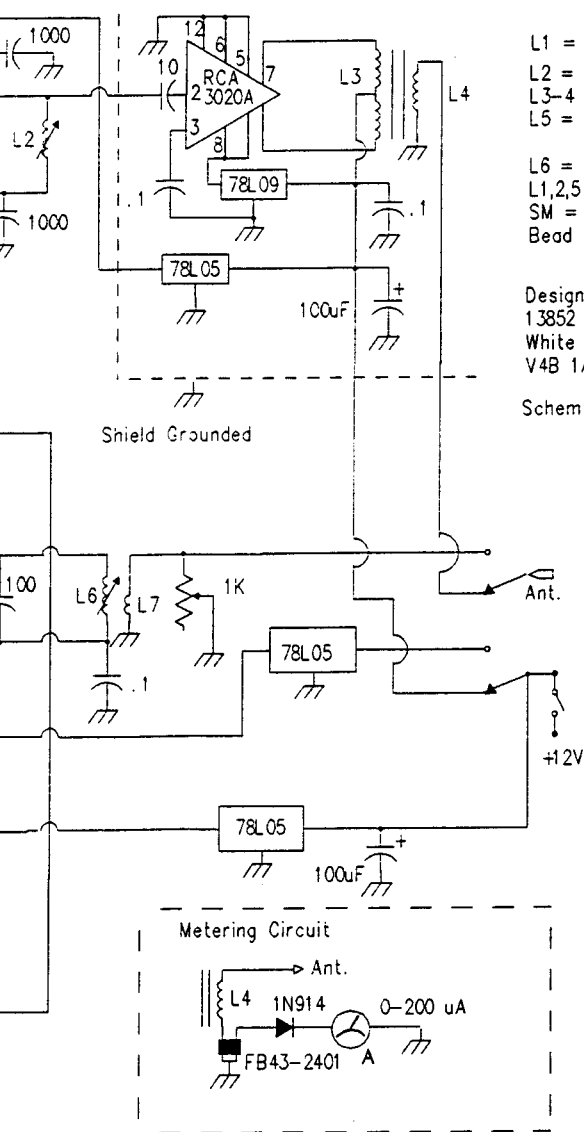 1000
12
6
5
L1 =
10
RCA
3020A
7
2
3
8
L3
L4
L2 =
L3-4
L5 =
L2
.1
78L09
.1
L6 =
L1,2,5
SM =
Bead
1000
78L05
100uF
+
Design
13852
White
V4B 1/
Schem
Shield Grounded
100
L6
L7
1K
Ant.
78L05
.1
+12V
78L05
100uF
+
Metering Circuit
Ant.
L4
1N914
0-200 uA
FB43-2401
A